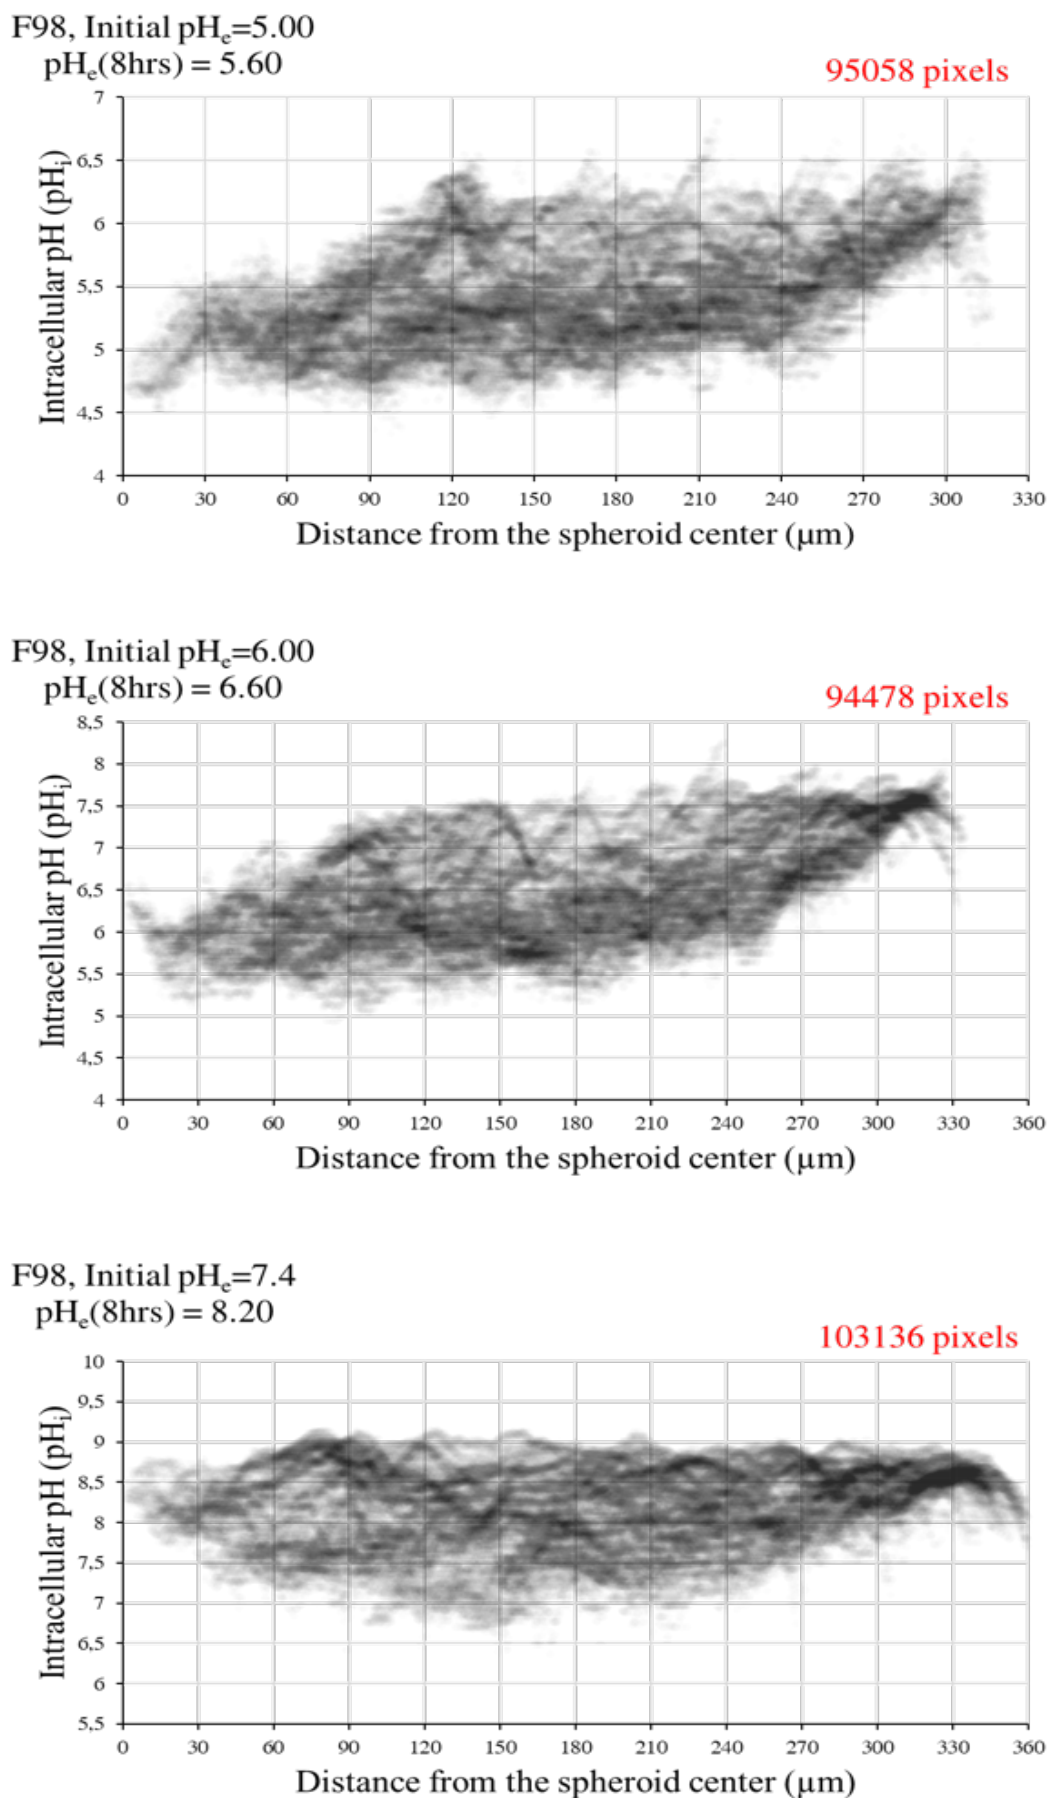 F98, Initial pHe=5.00
pHe(8hrs) = 5.60
95058 pixels
Intracellular pH (pHi)
7
6,5
6
5,5
5
4,5
4
0 30 60 90 120 150 180 210 240 270 300 330
Distance from the spheroid center (µm)
F98, Initial pHe=6.00
pHe(8hrs) = 6.60
94478 pixels
Intracellular pH (pHi)
8,5
8
7,5
7
6,5
6
5,5
5
4,5
4
0 30 60 90 120 150 180 210 240 270 300 330 360
Distance from the spheroid center (µm)
F98, Initial pHe=7.4
pHe(8hrs) = 8.20
103136 pixels
Intracellular pH (pHi)
10
9,5
9
8,5
8
7,5
7
6,5
6
5,5
0 30 60 90 120 150 180 210 240 270 300 330 360
Distance from the spheroid center (µm)